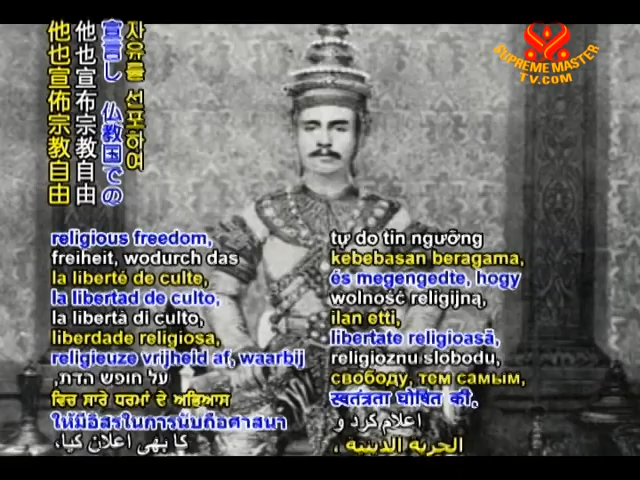 SUPREME MASTER
TV.COM
자유를 선포하여
宣言し 仏教国での
他也宣布宗教自由
他也宣佈宗教自由
religious freedom,
freiheit, wodurch das
la liberté de culte,
la libertad de culto,
la libertà di culto,
liberdade religiosa,
religieuze vrijheid af, waarbij
על חופש הדת,
ਵਿਚ ਸਾਰੇ ਧਰਮਾਂ ਦੇ ਅਭਿਆਸ
ให้มีอิสรในการนับถือศาสนา
کا بھی اعلان کیا،
tự do tín ngưỡng
kebebasan beragama,
és megengedte, hogy
wolność religijną,
ilan etti,
libertate religioasă,
religioznu slobodu,
свободу, тем самым,
स्वतंत्रता घोषित की,
اعلام کرد و
الحرية الدينية ،